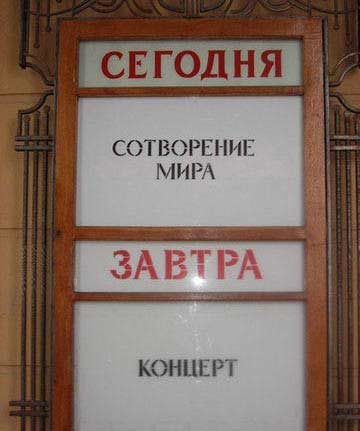 СЕГОДНЯ
СОТВОРЕНИЕ
МИРА
ЗАВТРА
КОНЦЕРТ